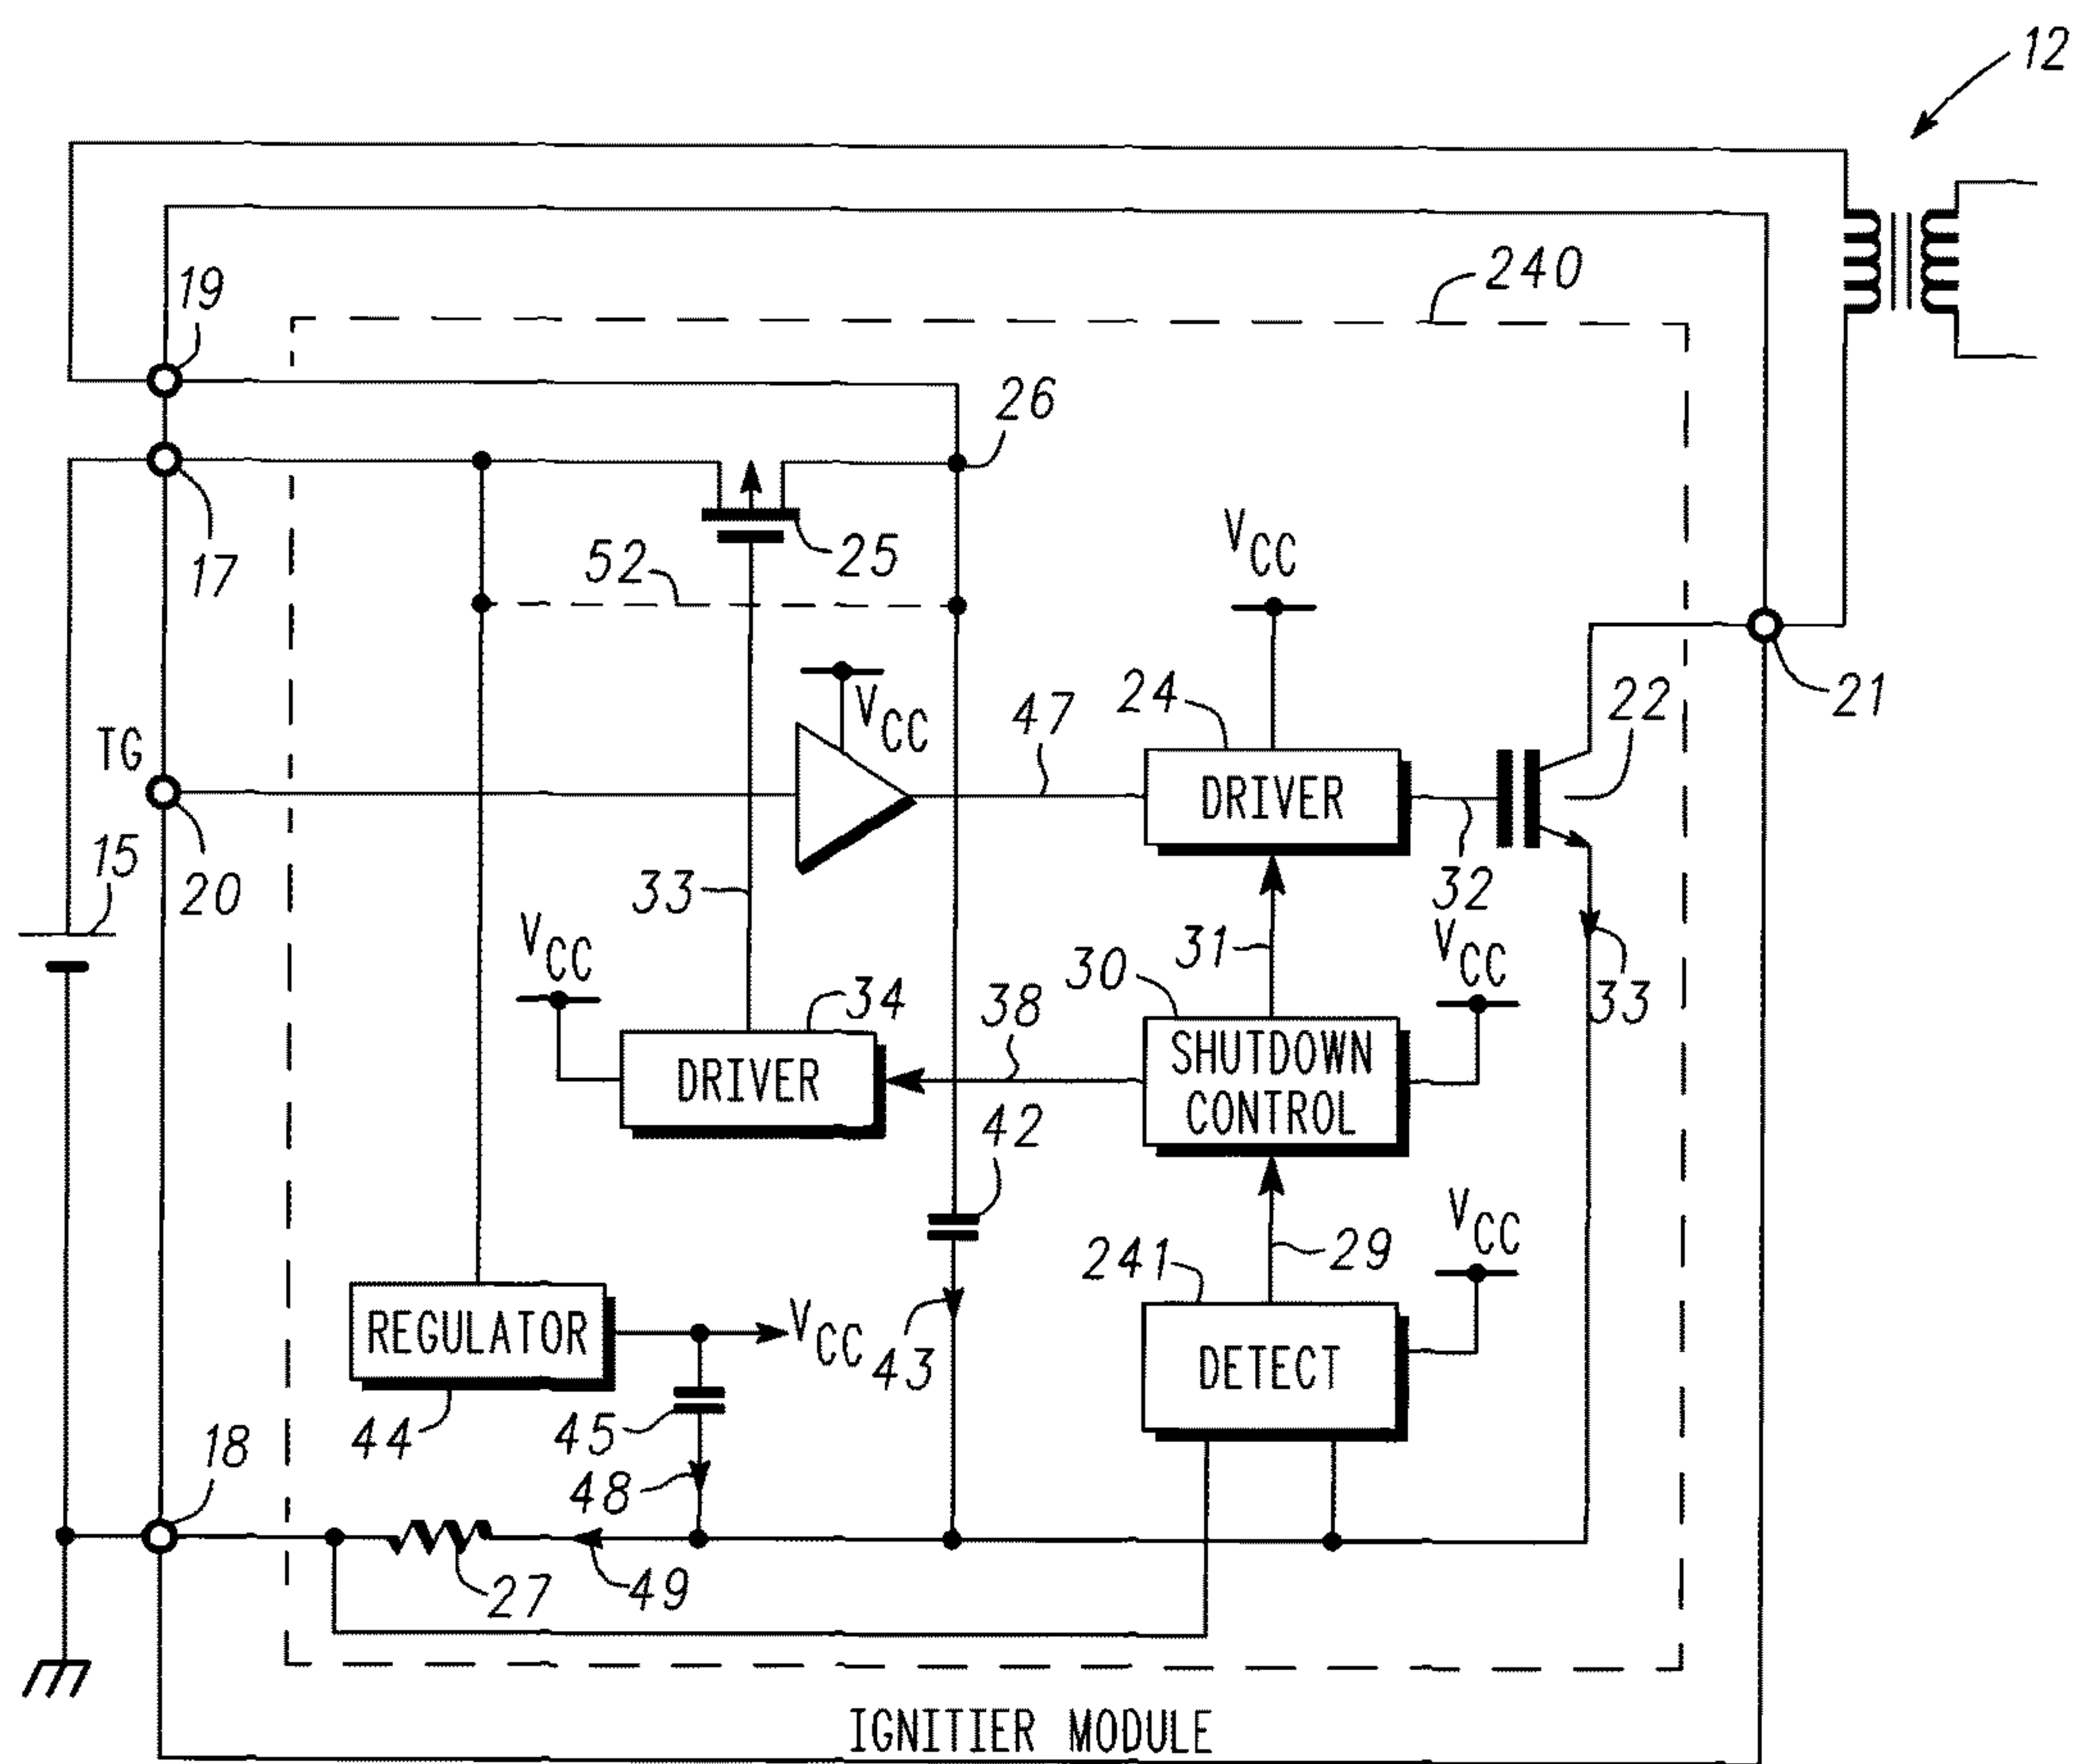 12
240
19
26
17
25
52
VCC
VCC
24
47
22
21
TG
DRIVER
15
20
33
32
VCC
31
30
VCC
34
38
33
DRIVER
SHUTDOWN
CONTROL
42
VCC
241
29
REGULATOR
VCC
43
DETECT
44
45
18
48
27
49
IGNITIER MODULE